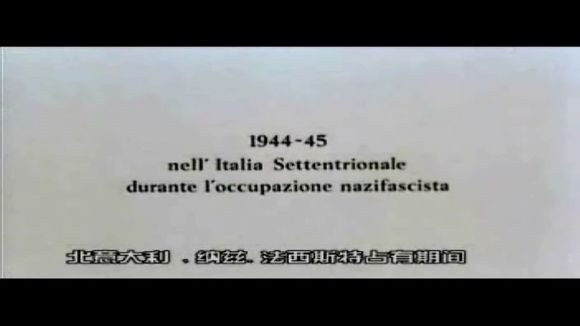 1944-45
nell' Italia Settentrionale
durante l'occupazione nazifascista
北意大利 . 纳兹. 法西斯特占有期间